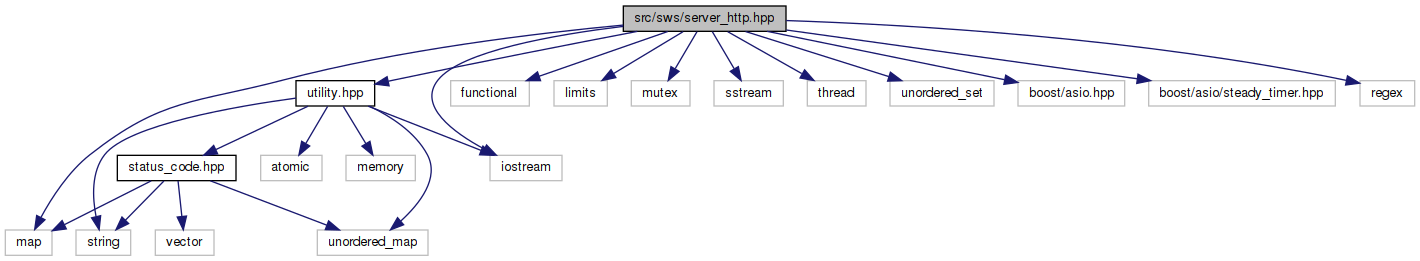 src/sws/server_http.hpp
utility.hpp
functional
limits
mutex
sstream
thread
unordered_set
boost/asio.hpp
boost/asio/steady_timer.hpp
regex
status_code.hpp
atomic
memory
iostream
map
string
vector
unordered_map